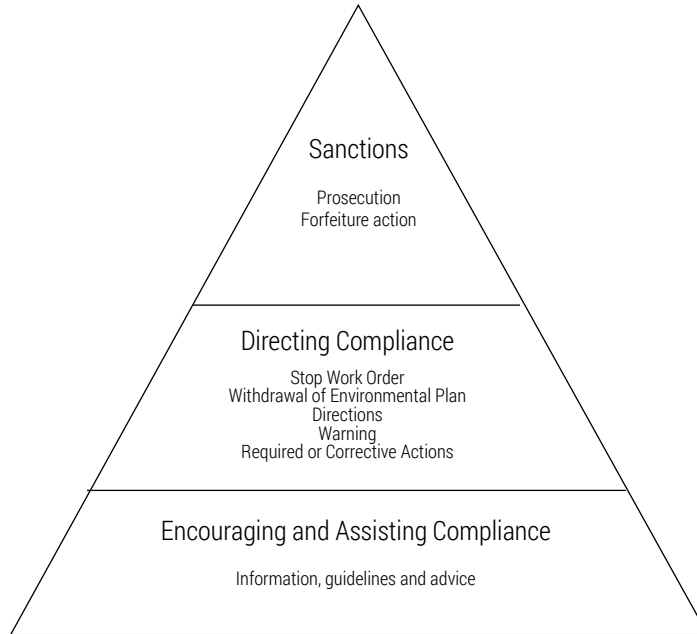 Sanctions
Prosecution
Forfeiture action
Directing Compliance
Stop Work Order
Withdrawal of Environmental Plan
Directions
Warning
Required or Corrective Actions
Encouraging and Assisting Compliance
Information, guidelines and advice